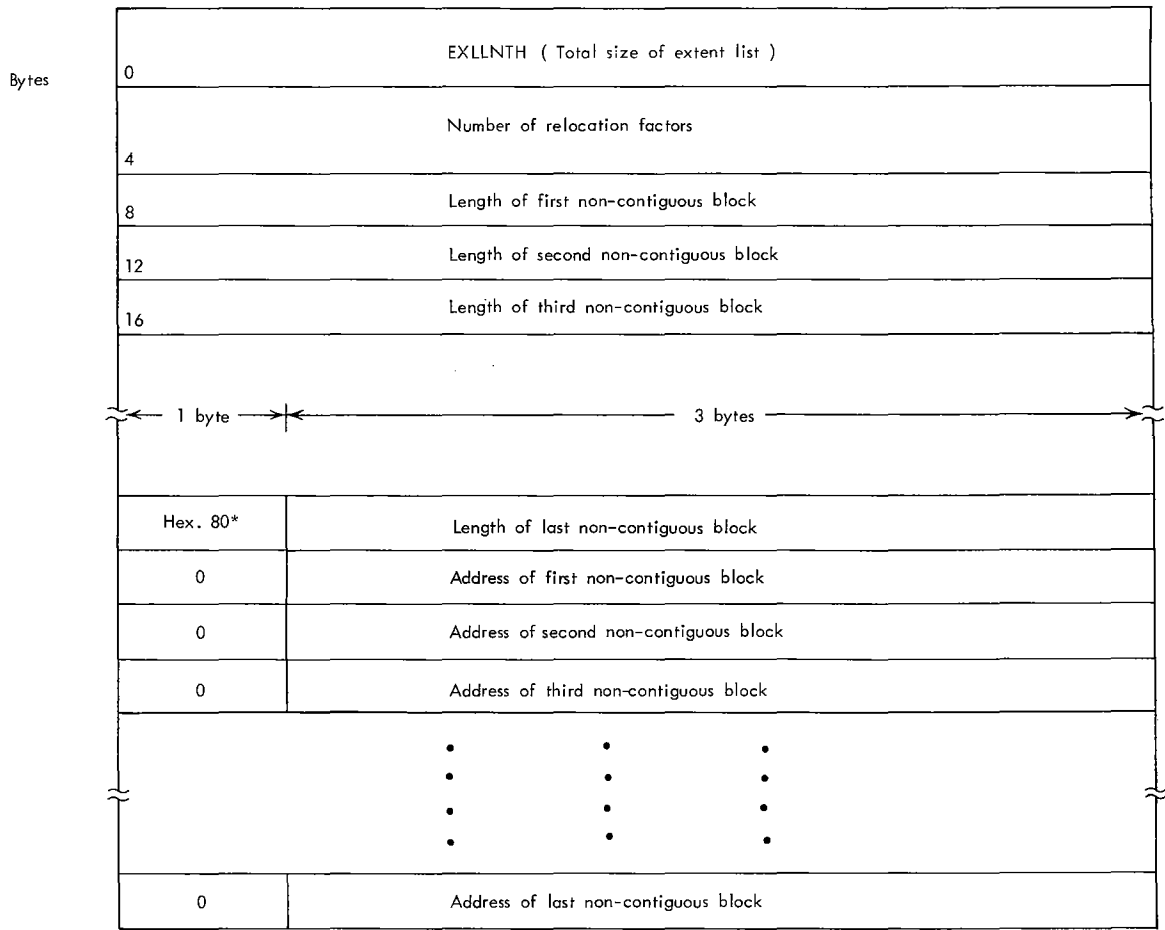 EXLLNTH ( Total size of extent list )
Bytes
0
Number of relocation factors
4
Length of first non-contiguous block
8
Length of second non-contiguous block
12
Length of third non-contiguous block
16
1 byte 3 bytes
Hex. 80* Length of last non-contiguous block
0 Address of first non-contiguous block
0 Address of second non-contiguous block
0 Address of third non-contiguous block
0 Address of last non-contiguous block